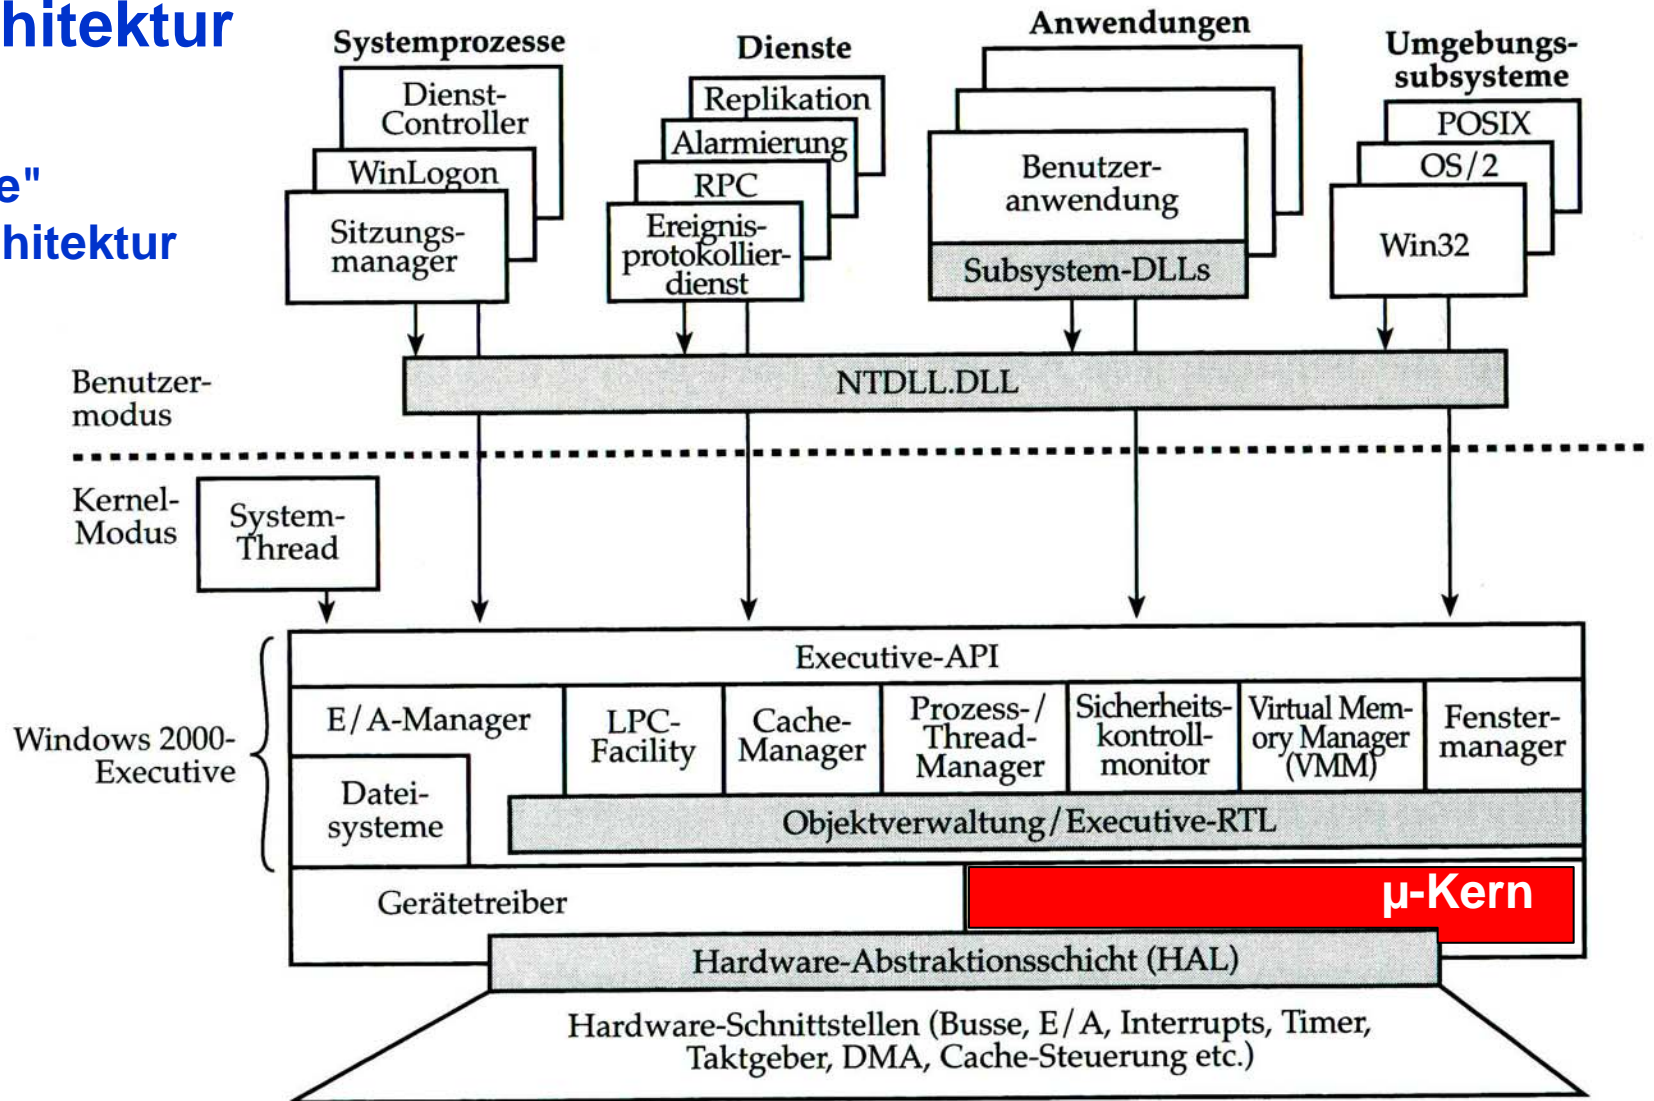 hitektur
e"
hitektur
Systemprozesse
Dienst-
Controller
WinLogon
Sitzungs-
manager
Dienste
Replikation
Alarmierung
RPC
Ereignis-
protokollier-
dienst
Anwendungen
Benutzer-
anwendung
Subsystem-DLLs
Umgebungs-
subsysteme
POSIX
OS/2
Win32
NTDLL.DLL
Benutzer-
modus
Kernel-
Modus
System-
Thread
Windows 2000-
Executive
Executive-API
E/A-Manager
Datei-
systeme
LPC-
Facility
Cache-
Manager
Prozess-/
Thread-
Manager
Sicherheits-
kontroll-
monitor
Virtual Mem-
ory Manager
(VMM)
Fenster-
manager
Objektverwaltung/Executive-RTL
Gerätetreiber
µ-Kern
Hardware-Abstraktionsschicht (HAL)
Hardware-Schnittstellen (Busse, E/A, Interrupts, Timer,
Taktgeber, DMA, Cache-Steuerung etc.)